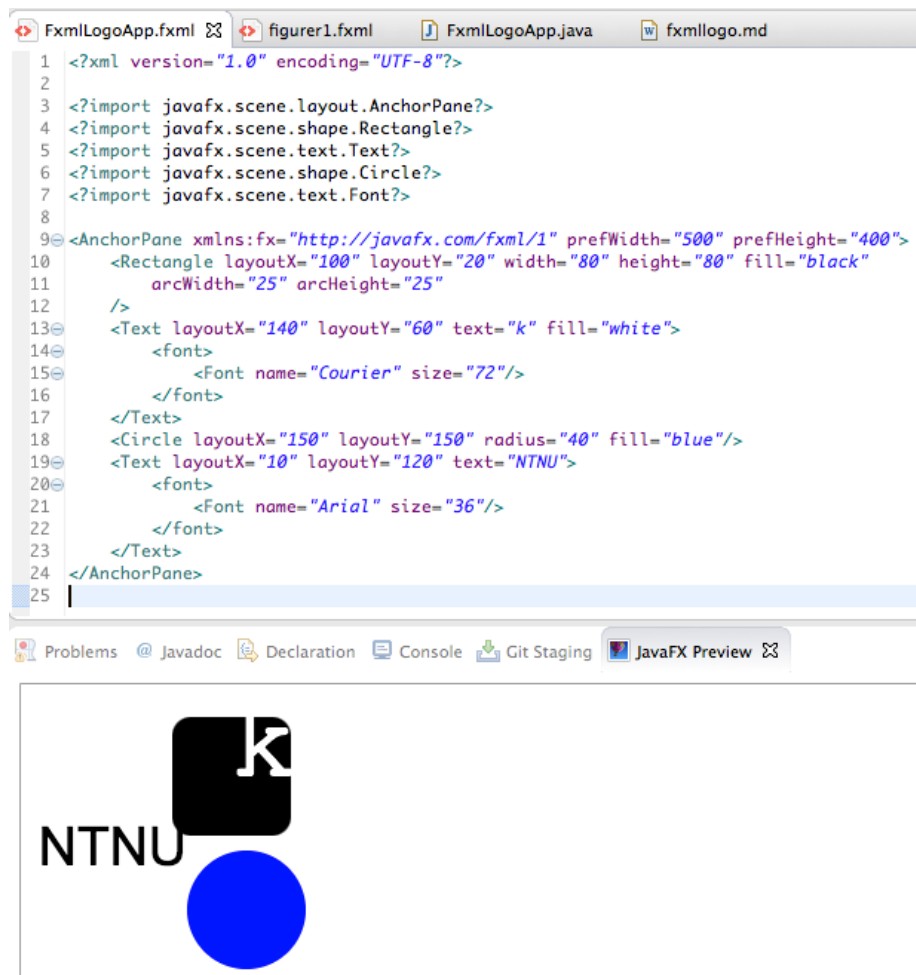 FxmlLogoApp.fxml figurer1.fxml FxmlLogoApp.java fxmllogo.md
1 <?xml version="1.0" encoding="UTF-8"?>
2
3 <?import javafx.scene.layout.AnchorPane?>
4 <?import javafx.scene.shape.Rectangle?>
5 <?import javafx.scene.text.Text?>
6 <?import javafx.scene.shape.Circle?>
7 <?import javafx.scene.text.Font?>
8
9 <AnchorPane xmlns:fx="http://javafx.com/fxml/1" prefWidth="500" prefHeight="400">
10     <Rectangle layoutX="100" layoutY="20" width="80" height="80" fill="black"
11         arcWidth="25" arcHeight="25"
12     />
13     <Text layoutX="140" layoutY="60" text="k" fill="white">
14         <font>
15             <Font name="Courier" size="72"/>
16         </font>
17     </Text>
18     <Circle layoutX="150" layoutY="150" radius="40" fill="blue"/>
19     <Text layoutX="10" layoutY="120" text="NTNU">
20         <font>
21             <Font name="Arial" size="36"/>
22         </font>
23     </Text>
24 </AnchorPane>
25
Problems @ Javadoc Declaration Console Git Staging JavaFX Preview
k
NTNU